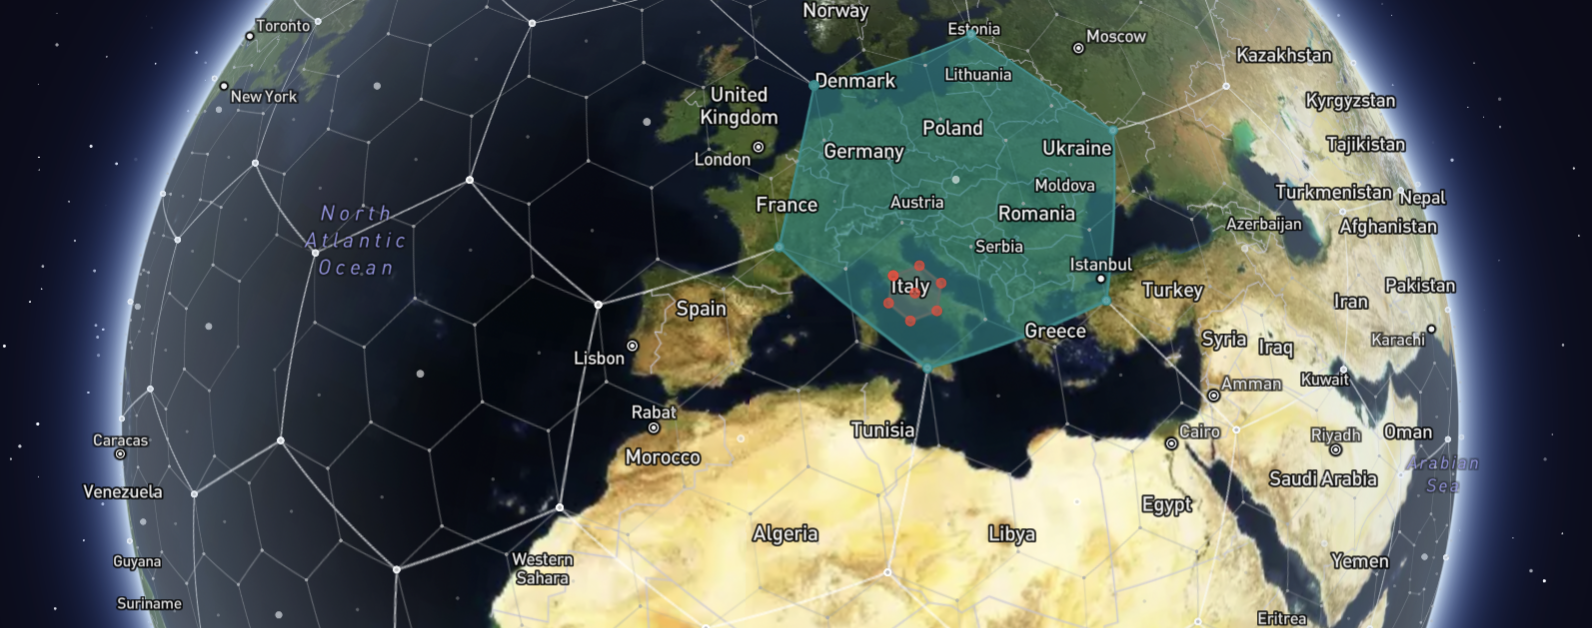 Norway
Toronto
Estonia
Moscow
Kazakhstan
Denmark
Lithuania
New York
United
Kingdom
Kyrgyzstan
Poland
Tajikistan
London
Germany
Ukraine
France
Austria
Moldova
Turkmenistan
Nepal
North
Atlantic
Ocean
Romania
Azerbaijan
Afghanistan
Serbia
Istanbul
Italy
Turkey
Pakistan
Spain
Iran
Greece
Syria
Iraq
Karachi
Lisbon
Kuwait
Amman
Rabat
Tunisia
Cairo
Riyadh
Oman
Caracas
Morocco
Arabian
Sea
Venezuela
Saudi Arabia
Egypt
Algeria
Libya
Guyana
Western
Sahara
Yemen
Suriname
Eritrea